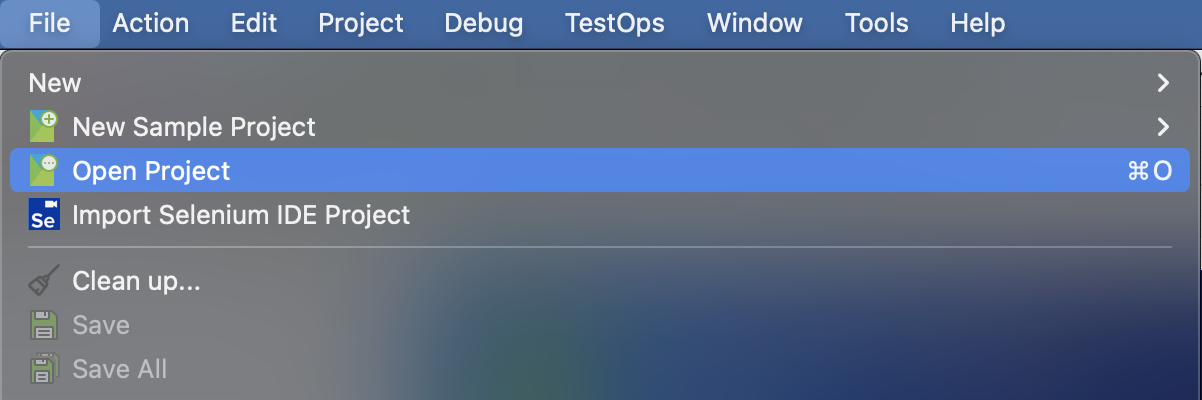 File Action Edit Project Debug TestOps Window Tools Help
New
New Sample Project
Open Project ⌘O
Se Import Selenium IDE Project
Clean up...
Save
Save All